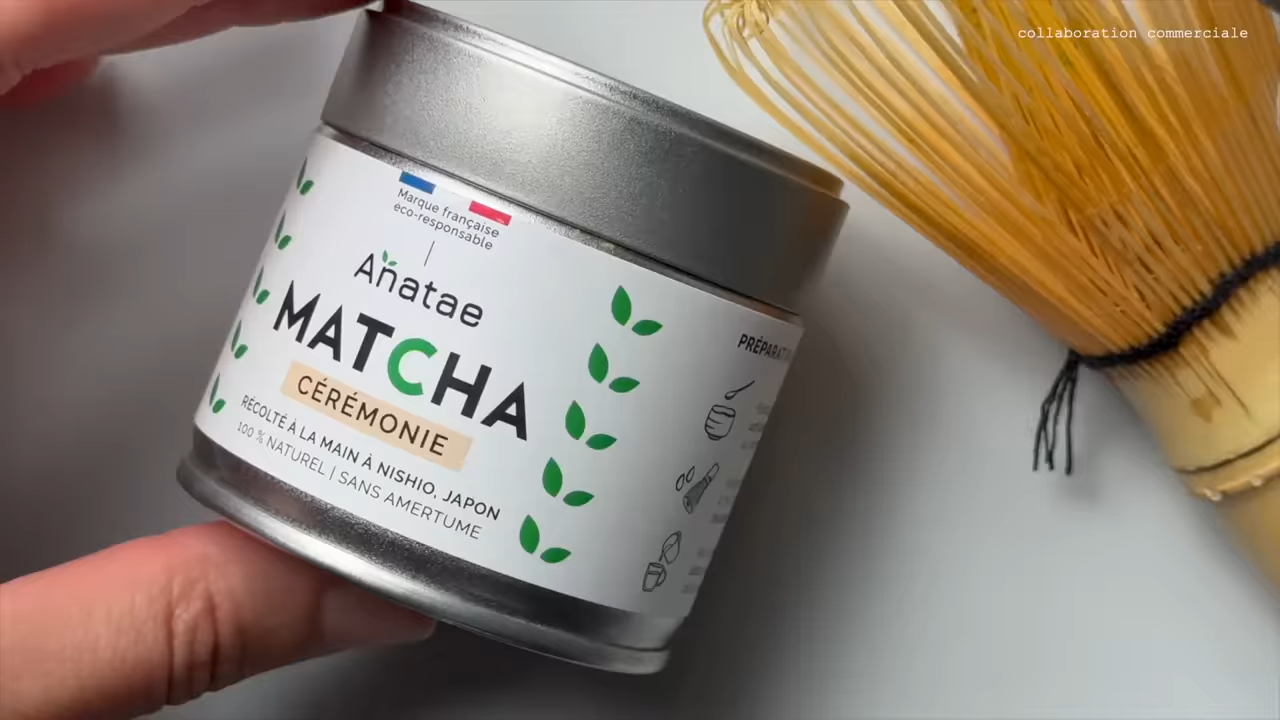 collaboration commerciale
Marque française
éco-responsable
Anatae
MATCHA
CÉRÉMONIE
RÉCOLTÉ À LA MAIN À NISHIO, JAPON
100 % NATUREL | SANS AMERTUME